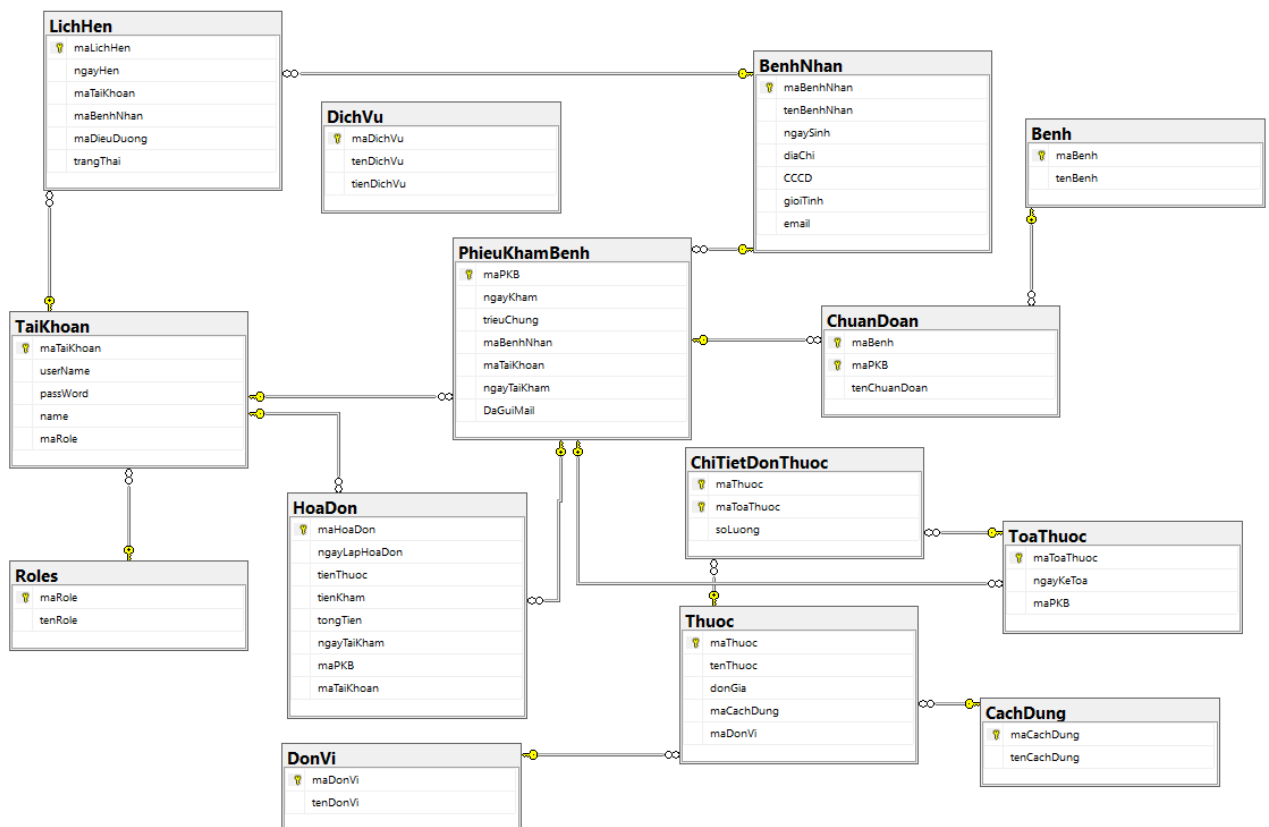 LichHen
maLichHen
ngayHen
maTaiKhoan
maBenhNhan
maDieuDuong
trangThai
DichVu
maDichVu
tenDichVu
tienDichVu
BenhNhan
maBenhNhan
tenBenhNhan
ngaySinh
diaChi
CCCD
gioiTinh
email
Benh
maBenh
tenBenh
PhieuKhamBenh
maPKB
ngayKham
trieuChung
maBenhNhan
maTaiKhoan
ngayTaiKham
DaGuiMail
TaiKhoan
maTaiKhoan
userName
passWord
name
maRole
ChuanDoan
maBenh
maPKB
tenChuanDoan
ChiTietDonThuoc
maThuoc
maToaThuoc
soLuong
HoaDon
maHoaDon
ngayLapHoaDon
tienThuoc
tienKham
tongTien
ngayTaiKham
maPKB
maTaiKhoan
ToaThuoc
maToaThuoc
ngayKeToa
maPKB
Roles
maRole
tenRole
Thuoc
maThuoc
tenThuoc
donGia
maCachDung
maDonVi
CachDung
maCachDung
tenCachDung
DonVi
maDonVi
tenDonVi